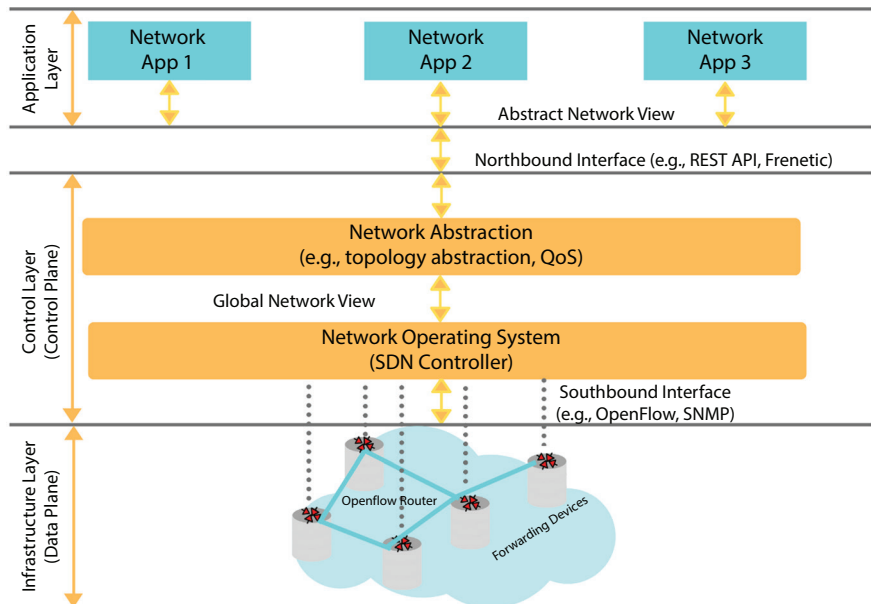 Application
Layer
Network
App 1
Network
App 2
Network
App 3
Abstract Network View
Northbound Interface (e.g., REST API, Frenetic)
Control Layer
(Control Plane)
Network Abstraction
(e.g., topology abstraction, QoS)
Global Network View
Network Operating System
(SDN Controller)
Southbound Interface
(e.g., OpenFlow, SNMP)
Infrastructure Layer
(Data Plane)
Openflow Router
Forwarding Devices